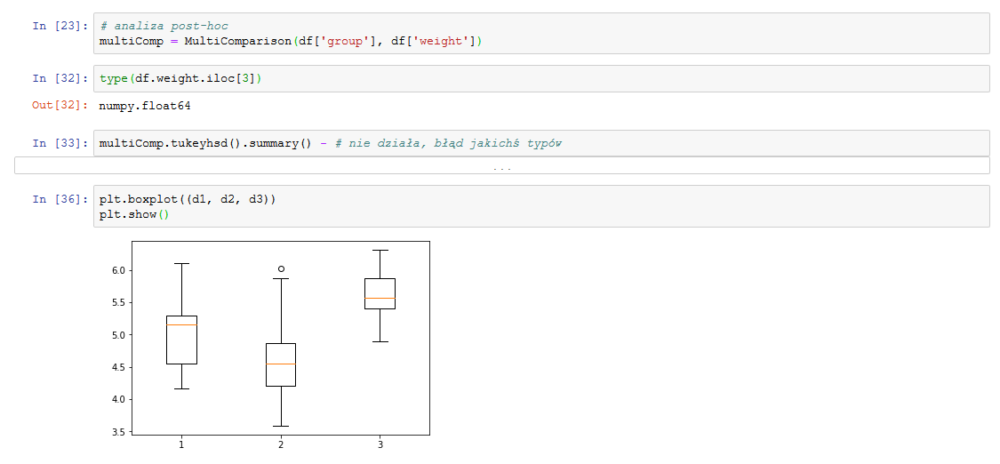 In [23]: # analiza post-hoc
multiComp = MultiComparison(df['group'], df['weight'])
In [32]: type(df.weight.iloc[3])
Out[32]: numpy.float64
In [33]: multiComp.tukeyhsd().summary() - # nie działa, błąd jakichś typów
...
In [36]: plt.boxplot((d1, d2, d3))
plt.show()
6.0
5.5
5.0
4.5
4.0
3.5
1 2 3